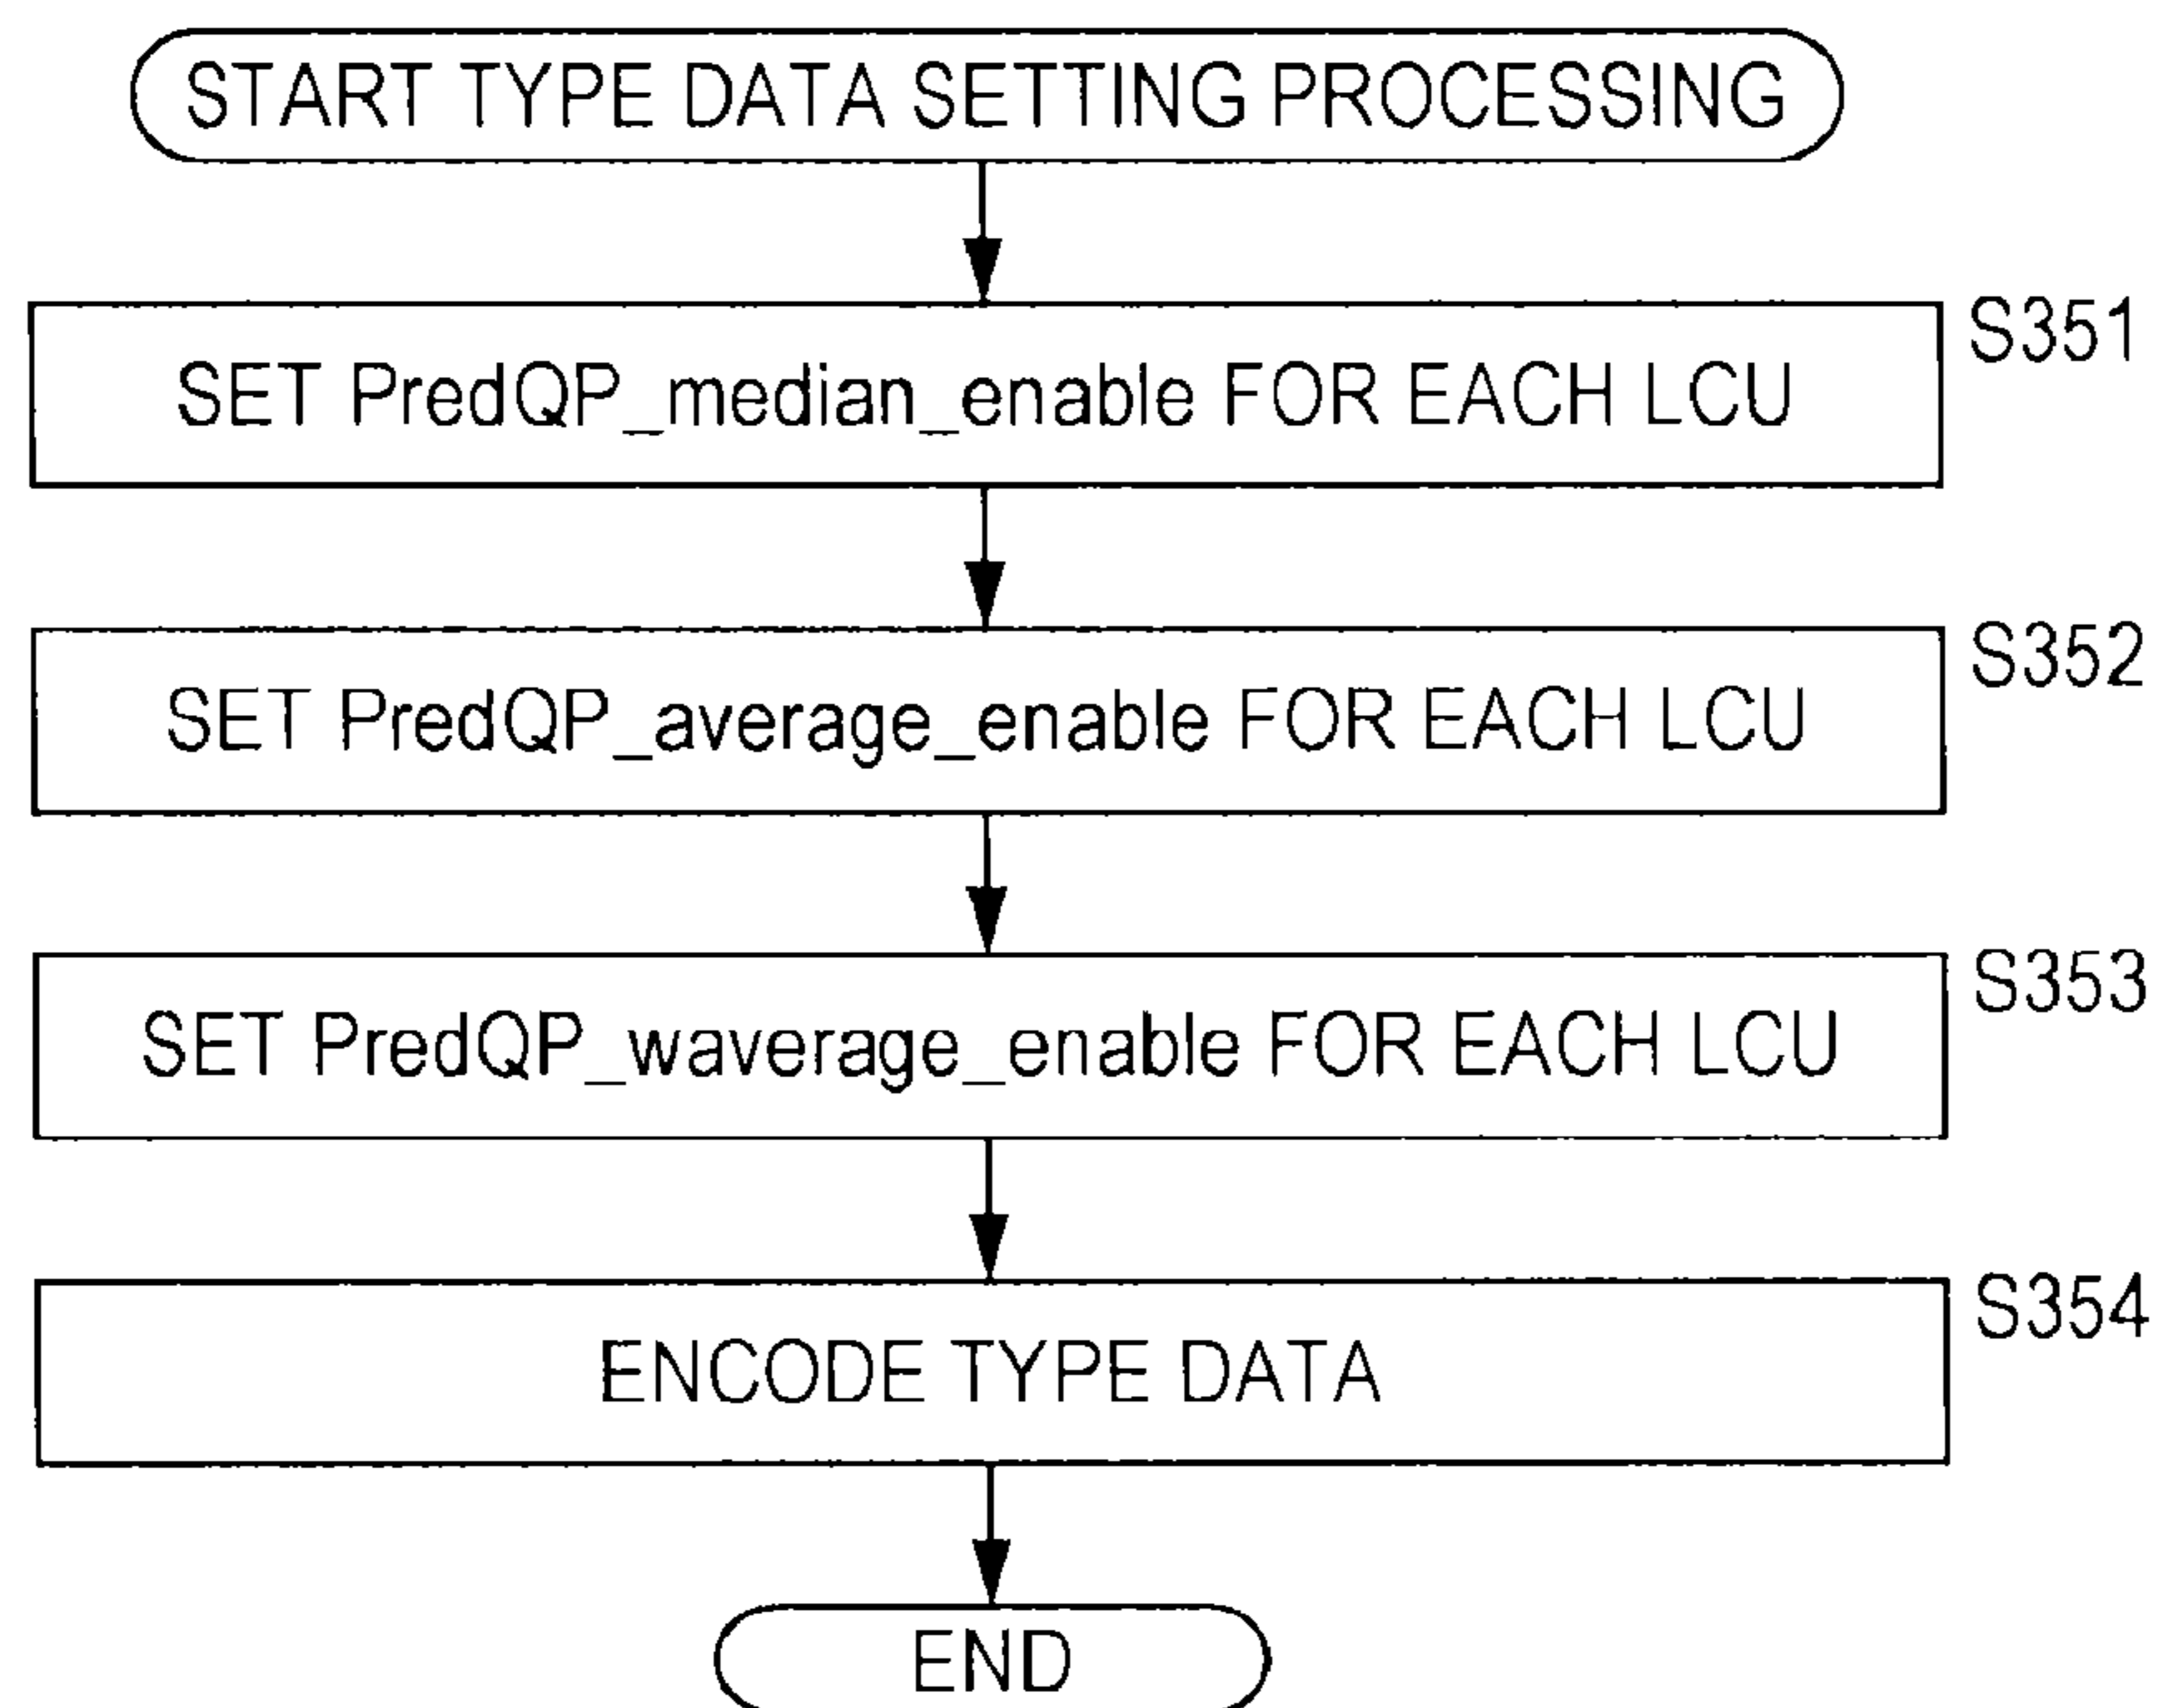 START TYPE DATA SETTING PROCESSING
S351
SET PredQP_median_enable FOR EACH LCU
S352
SET PredQP_average_enable FOR EACH LCU
S353
SET PredQP_waverage_enable FOR EACH LCU
S354
ENCODE TYPE DATA
END